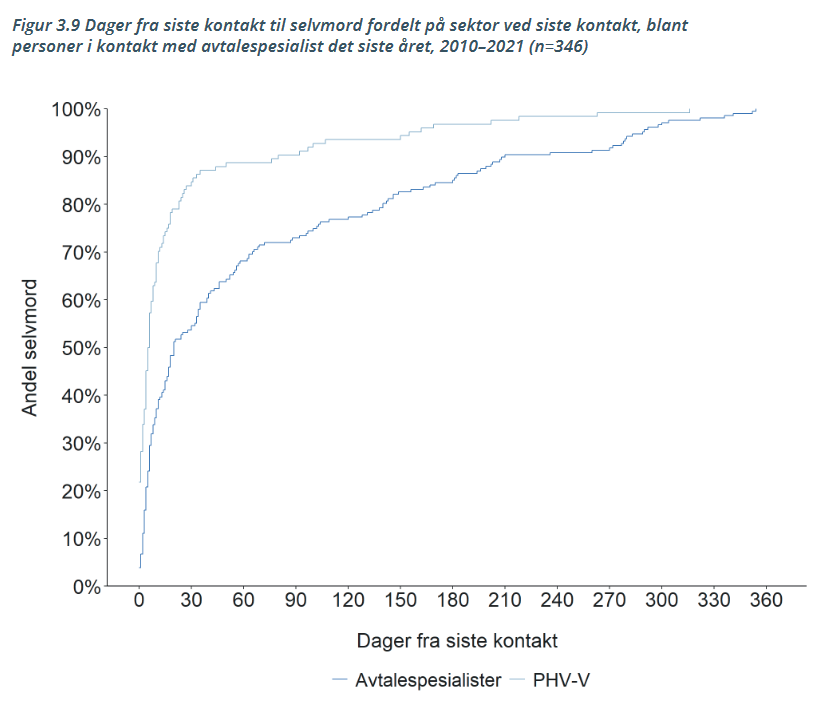 Figur 3.9 Dager fra siste kontakt til selvmord fordelt på sektor ved siste kontakt, blant
personer i kontakt med avtalespesialist det siste året, 2010–2021 (n=346)
100%
90%
80%
70%
60%
50%
40%
30%
20%
10%
0%
Andel selvmord
0 30 60 90 120 150 180 210 240 270 300 330 360
Dager fra siste kontakt
Avtalespesialister PHV-V